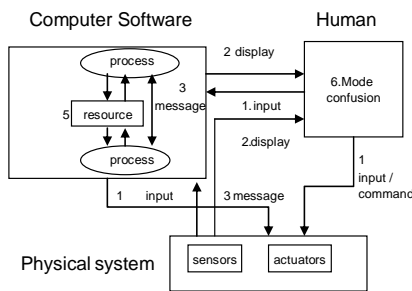 Computer Software
Human
process
3
message
5
resource
process
2 display
1. input
2.display
6.Mode
confusion
1
input /
command
1 input
3 message
sensors
actuators
Physical system